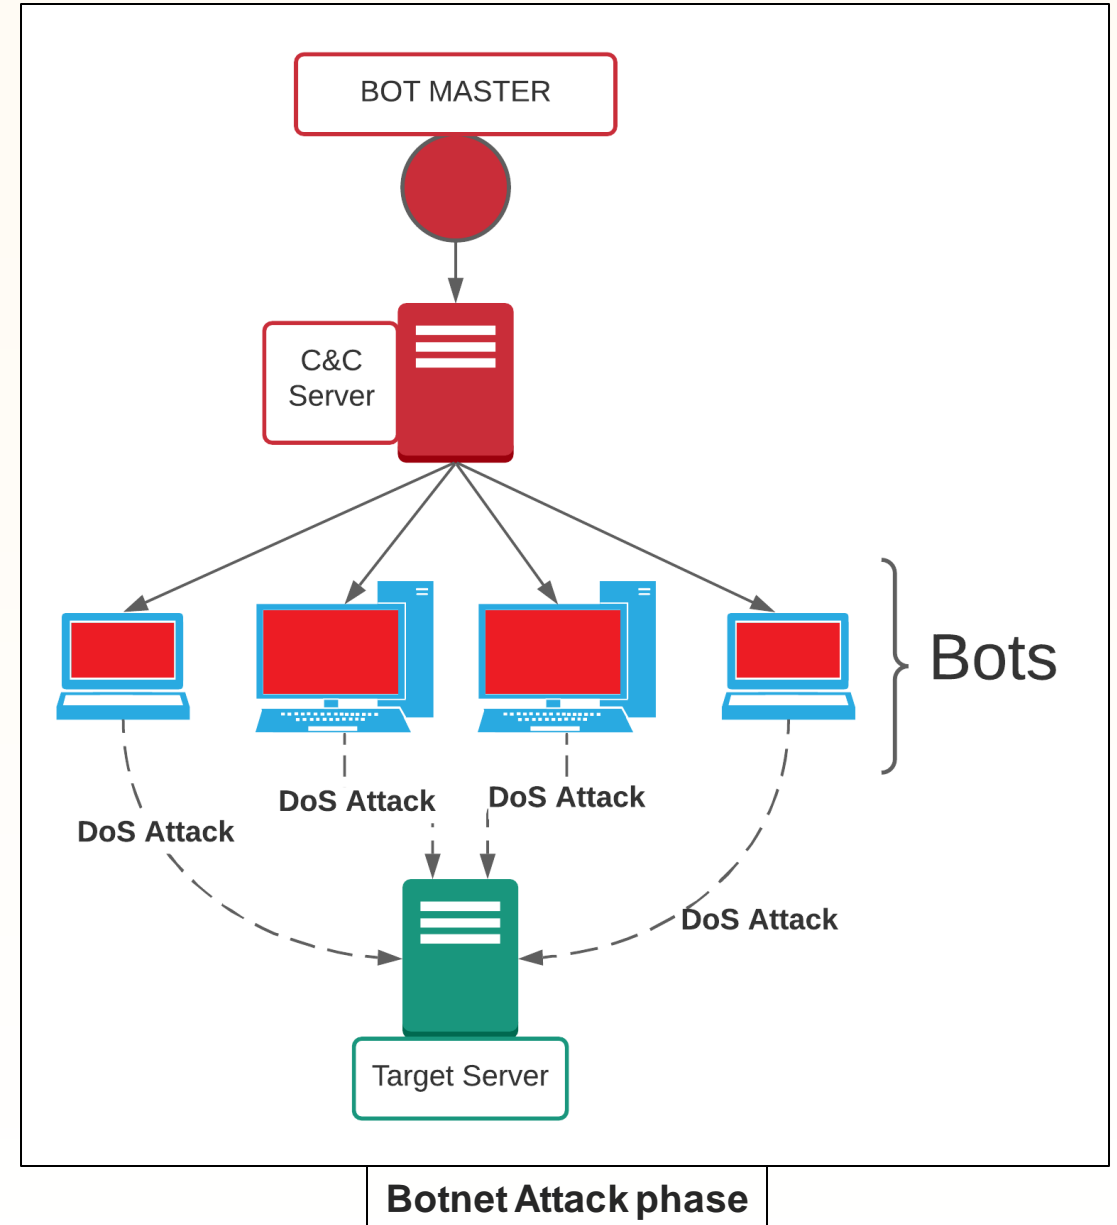 BOT MASTER
C&C
Server
Bots
DoS Attack
DoS Attack
DoS Attack
DoS Attack
Target Server
Botnet Attack phase